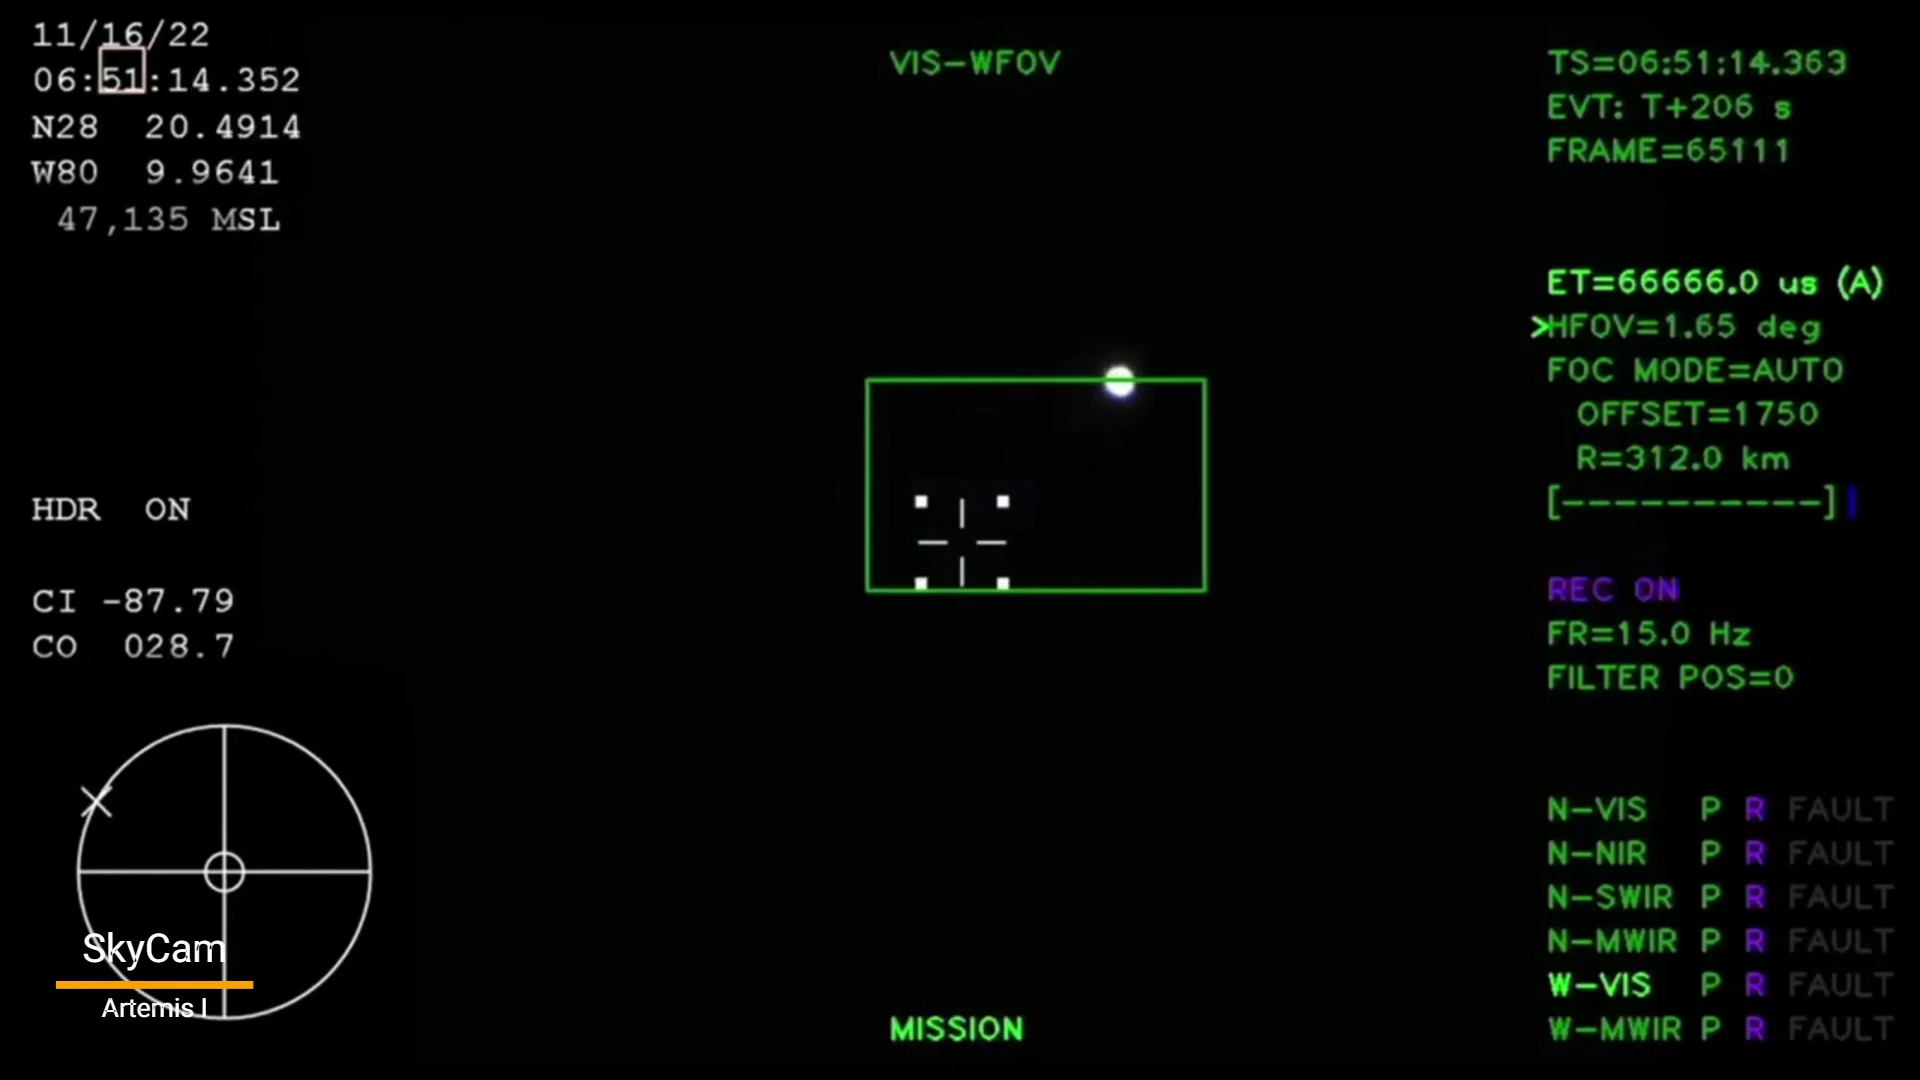 11/16/22
06:51:14.352
N28 20.4914
W80 9.9641
47,135 MSL
HDR ON
CI -87.79
CO 028.7
SkyCam
Artemis I
VIS-WFOV
MISSION
TS=06:51:14.363
EVT: T+206 s
FRAME=65111
ET=66666.0 us (A)
>HFOV=1.65 deg
FOC MODE=AUTO
OFFSET=1750
R=312.0 km
[----------]
REC ON
FR=15.0 Hz
FILTER POS=0
N-VIS P R FAULT
N-NIR P R FAULT
N-SWIR P R FAULT
N-MWIR P R FAULT
W-VIS P R FAULT
W-MWIR P R FAULT